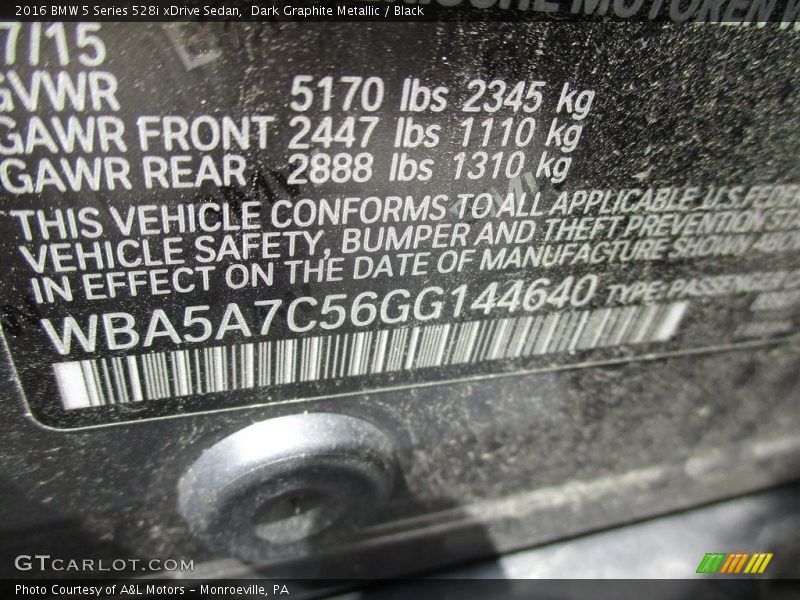 2016 BMW 5 Series 528i xDrive Sedan, Dark Graphite Metallic / Black
MOTOREN
7/15
GVWR 5170 lbs 2345 kg
GAWR FRONT 2447 lbs 1110 kg
GAWR REAR 2888 lbs 1310 kg
THIS VEHICLE CONFORMS TO ALL APPLICABLE U.S. FEDER
VEHICLE SAFETY, BUMPER AND THEFT PREVENTION
IN EFFECT ON THE DATE OF MANUFACTURE SHOWN
WBA5A7C56GG144640 TYPE: PASSENGER
GTCARLOT.COM
Photo Courtesy of A&L Motors - Monroeville, PA